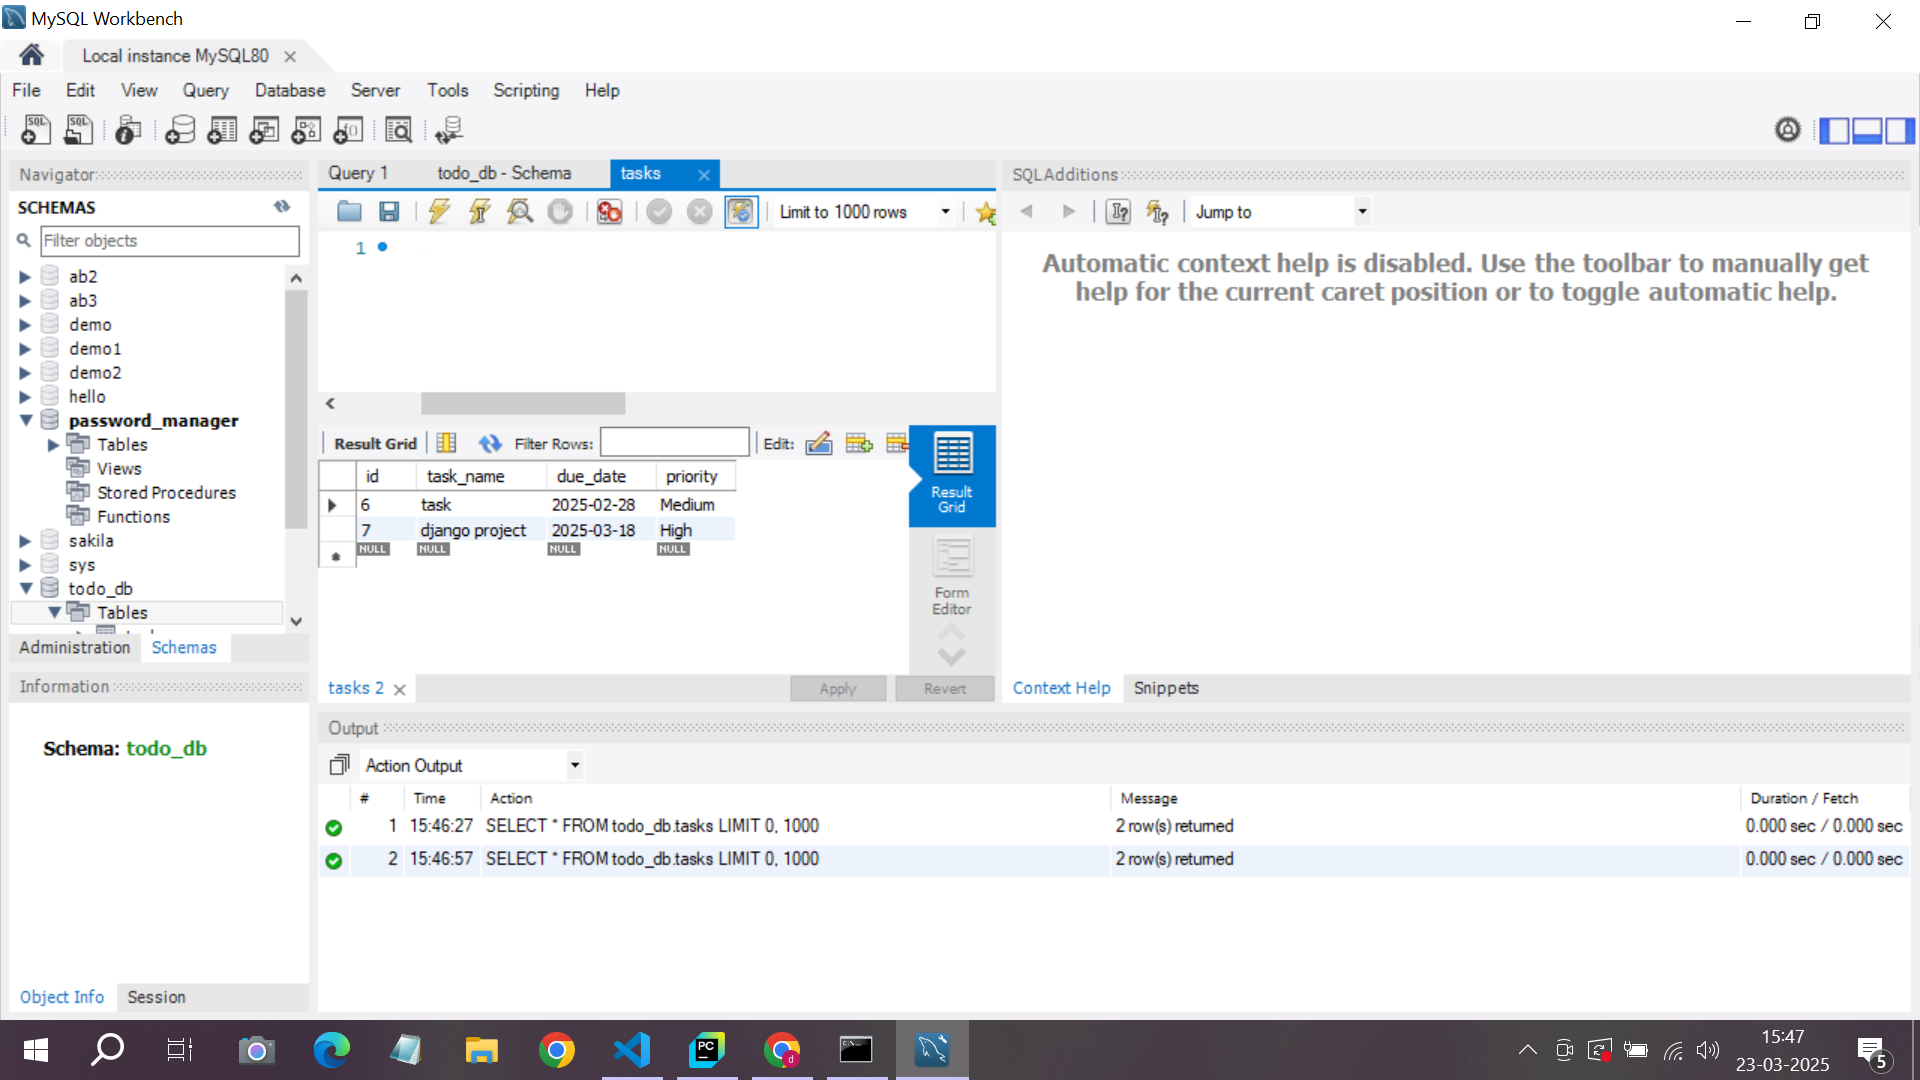 MySQL Workbench
Local instance MySQL80
File Edit View Query Database Server Tools Scripting Help
Navigator
SCHEMAS
Filter objects
ab2
ab3
demo
demo1
demo2
hello
password_manager
Tables
Views
Stored Procedures
Functions
sakila
sys
todo_db
Tables
Administration Schemas
Information
Schema: todo_db
Object Info Session
Query 1 todo_db - Schema tasks
Limit to 1000 rows
1
Result Grid Filter Rows: Edit:
id task_name due_date priority
6 task 2025-02-28 Medium
7 django project 2025-03-18 High
NULL NULL NULL NULL
Result
Grid
Form
Editor
tasks 2 Apply Revert
SQLAdditions
Jump to
Automatic context help is disabled. Use the toolbar to manually get
help for the current caret position or to toggle automatic help.
Context Help Snippets
Output
Action Output
# Time Action Message Duration / Fetch
1 15:46:27 SELECT * FROM todo_db.tasks LIMIT 0, 1000 2 row(s) returned 0.000 sec / 0.000 sec
2 15:46:57 SELECT * FROM todo_db.tasks LIMIT 0, 1000 2 row(s) returned 0.000 sec / 0.000 sec
PC
d
15:47
23-03-2025
5